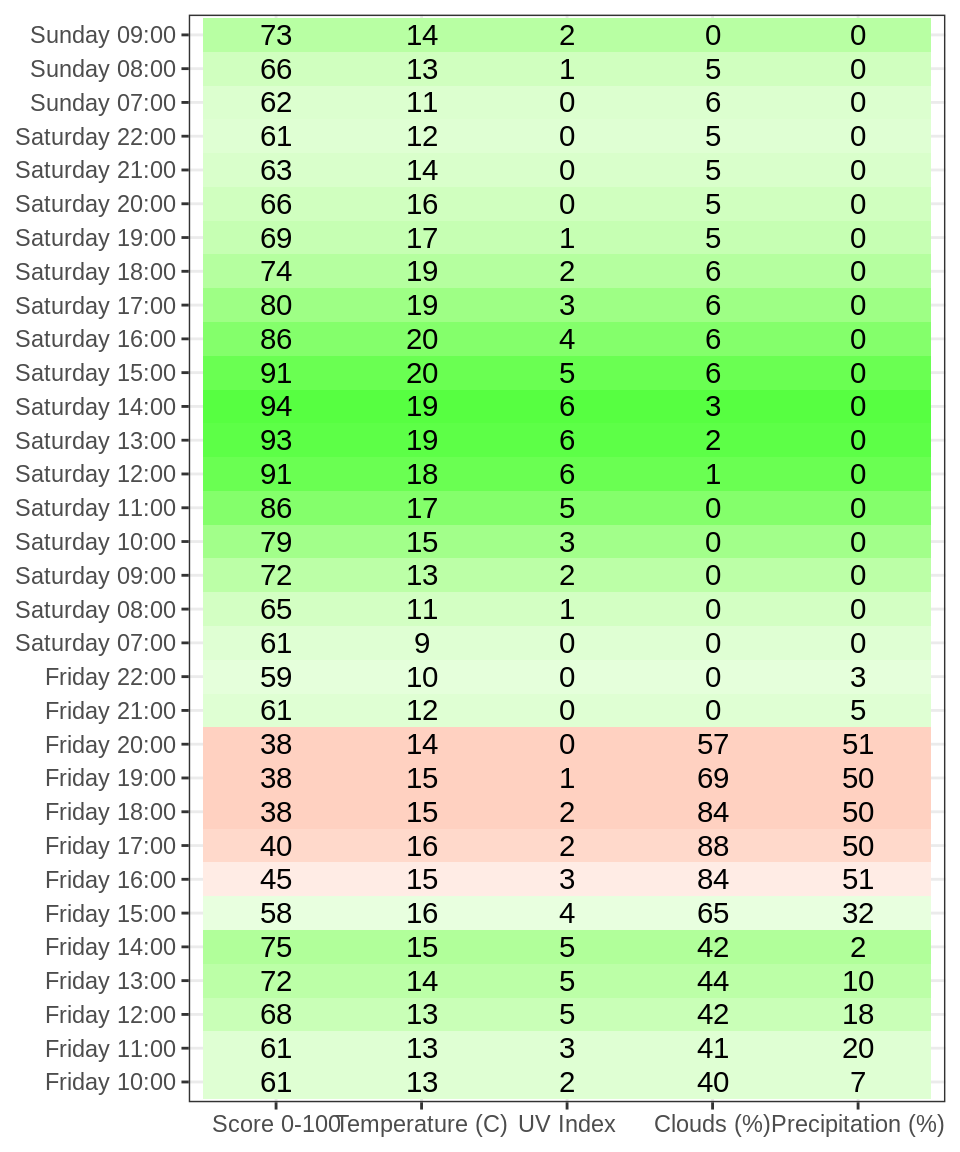 Sunday 09:00 73 14 2 0 0
Sunday 08:00 66 13 1 5 0
Sunday 07:00 62 11 0 6 0
Saturday 22:00 61 12 0 5 0
Saturday 21:00 63 14 0 5 0
Saturday 20:00 66 16 0 5 0
Saturday 19:00 69 17 1 5 0
Saturday 18:00 74 19 2 6 0
Saturday 17:00 80 19 3 6 0
Saturday 16:00 86 20 4 6 0
Saturday 15:00 91 20 5 6 0
Saturday 14:00 94 19 6 3 0
Saturday 13:00 93 19 6 2 0
Saturday 12:00 91 18 6 1 0
Saturday 11:00 86 17 5 0 0
Saturday 10:00 79 15 3 0 0
Saturday 09:00 72 13 2 0 0
Saturday 08:00 65 11 1 0 0
Saturday 07:00 61 9 0 0 0
Friday 22:00 59 10 0 0 3
Friday 21:00 61 12 0 0 5
Friday 20:00 38 14 0 57 51
Friday 19:00 38 15 1 69 50
Friday 18:00 38 15 2 84 50
Friday 17:00 40 16 2 88 50
Friday 16:00 45 15 3 84 51
Friday 15:00 58 16 4 65 32
Friday 14:00 75 15 5 42 2
Friday 13:00 72 14 5 44 10
Friday 12:00 68 13 5 42 18
Friday 11:00 61 13 3 41 20
Friday 10:00 61 13 2 40 7
Score 0-100 Temperature (C) UV Index Clouds (%) Precipitation (%)